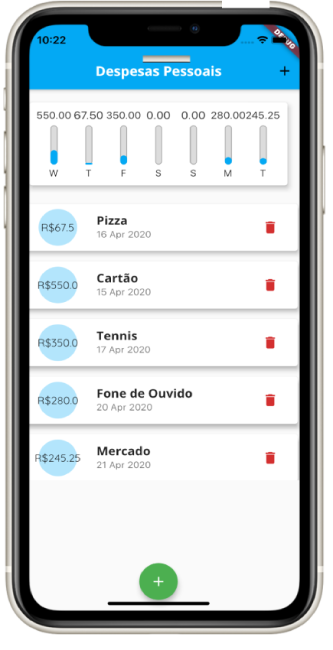 10:22
DEBUG
Despesas Pessoais +
550.00 67.50 350.00 0.00 0.00 280.00 245.25
W T F S S M T
R$67.5 Pizza
16 Apr 2020
R$550.0 Cartão
15 Apr 2020
R$350.0 Tennis
17 Apr 2020
R$280.0 Fone de Ouvido
20 Apr 2020
R$245.25 Mercado
21 Apr 2020
+